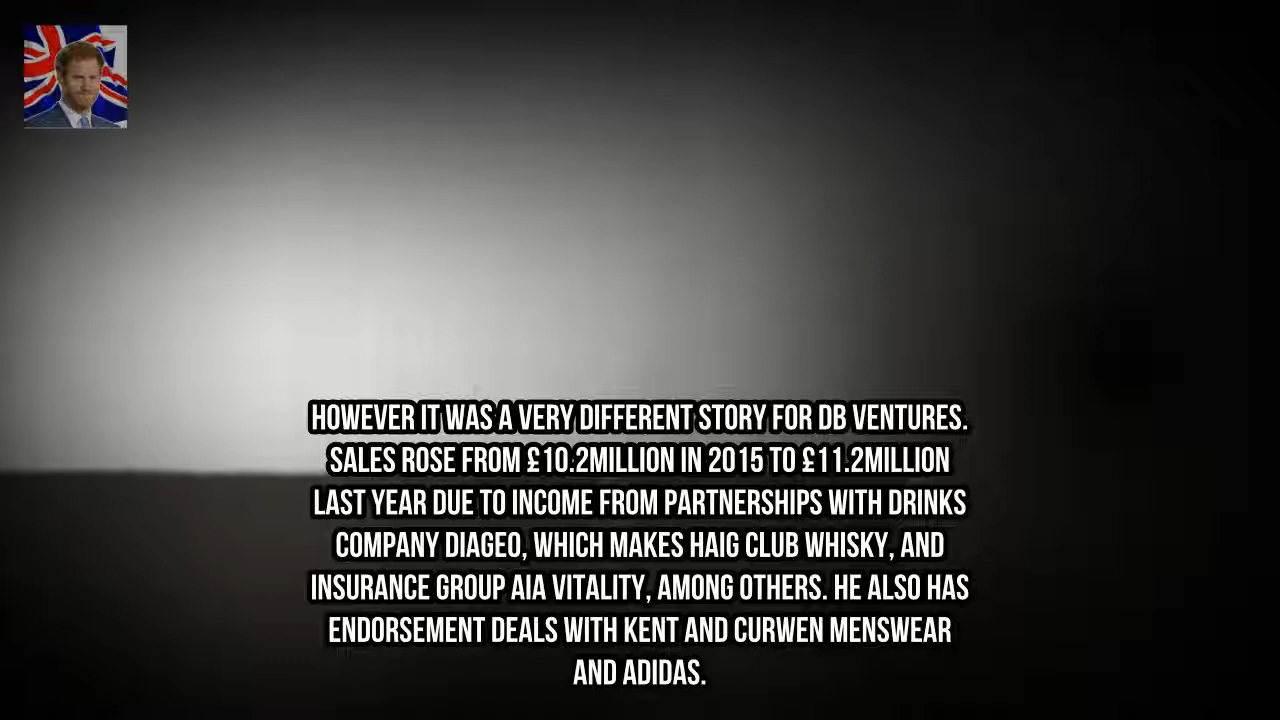 HOWEVER IT WAS A VERY DIFFERENT STORY FOR DB VENTURES.
SALES ROSE FROM £10.2MILLION IN 2015 TO £11.2MILLION
LAST YEAR DUE TO INCOME FROM PARTNERSHIPS WITH DRINKS
COMPANY DIAGEO, WHICH MAKES HAIG CLUB WHISKY, AND
INSURANCE GROUP AIA VITALITY, AMONG OTHERS. HE ALSO HAS
ENDORSEMENT DEALS WITH KENT AND CURWEN MENSWEAR
AND ADIDAS.